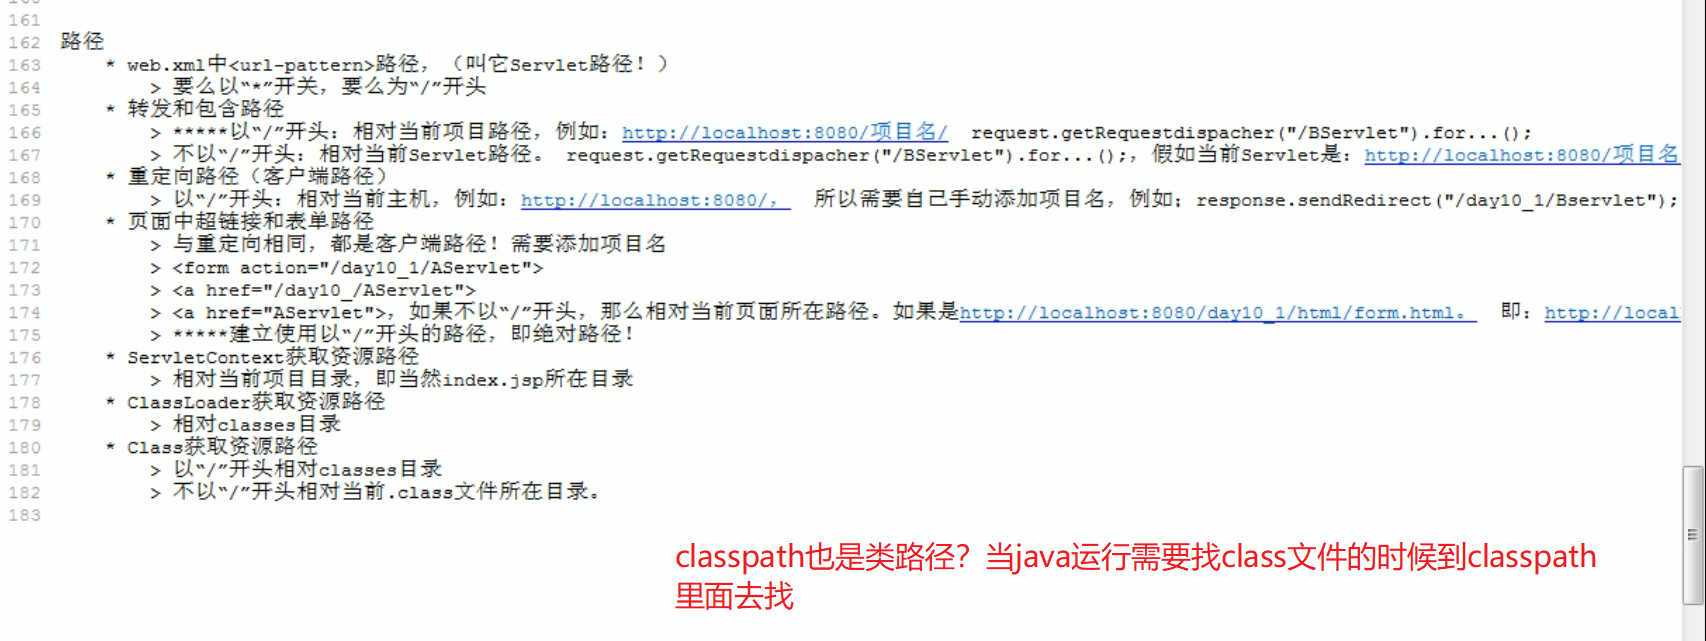 161
162 路径
163 * web.xml中<url-pattern>路径，（叫它Servlet路径！）
164 > 要么以“*”开关，要么为“/”开头
165 * 转发和包含路径
166 > *****以“/”开头：相对当前项目路径，例如：http://localhost:8080/项目名/ request.getRequestdispacher("/BServlet").for...();
167 > 不以“/”开头：相对当前Servlet路径。 request.getRequestdispacher("/BServlet").for...();，假如当前Servlet是：http://localhost:8080/项目名
168 * 重定向路径（客户端路径）
169 > 以“/”开头：相对当前主机，例如：http://localhost:8080/， 所以需要自己手动添加项目名，例如；response.sendRedirect("/day10_1/Bservlet");
170 * 页面中超链接和表单路径
171 > 与重定向相同，都是客户端路径！需要添加项目名
172 > <form action="/day10_1/AServlet">
173 > <a href="/day10_/AServlet">
174 > <a href="AServlet">，如果不以“/”开头，那么相对当前页面所在路径。如果是http://localhost:8080/day10_1/html/form.html。 即：http://local
175 > *****建立使用以“/”开头的路径，即绝对路径！
176 * ServletContext获取资源路径
177 > 相对当前项目目录，即当然index.jsp所在目录
178 * ClassLoader获取资源路径
179 > 相对classes目录
180 * Class获取资源路径
181 > 以“/”开头相对classes目录
182 > 不以“/”开头相对当前.class文件所在目录。
183
classpath也是类路径？当java运行需要找class文件的时候到classpath
里面去找